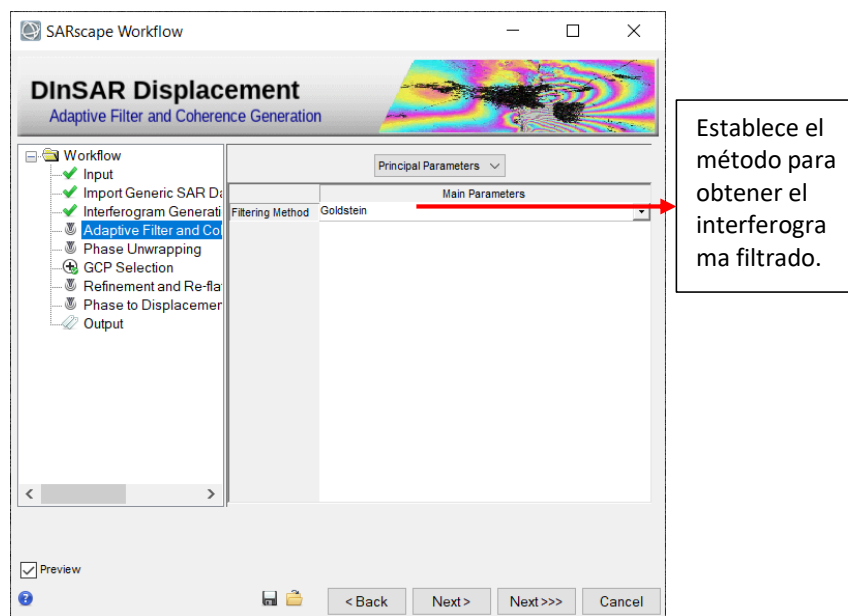 SARscape Workflow
DInSAR Displacement
Adaptive Filter and Coherence Generation
Workflow
Input
Import Generic SAR Da
Interferogram Generati
Adaptive Filter and Col
Phase Unwrapping
GCP Selection
Refinement and Re-fla
Phase to Displacemer
Output
Principal Parameters
Main Parameters
Filtering Method Goldstein
Preview
< Back Next > Next >>> Cancel
Establece el
método para
obtener el
interferogra
ma filtrado.